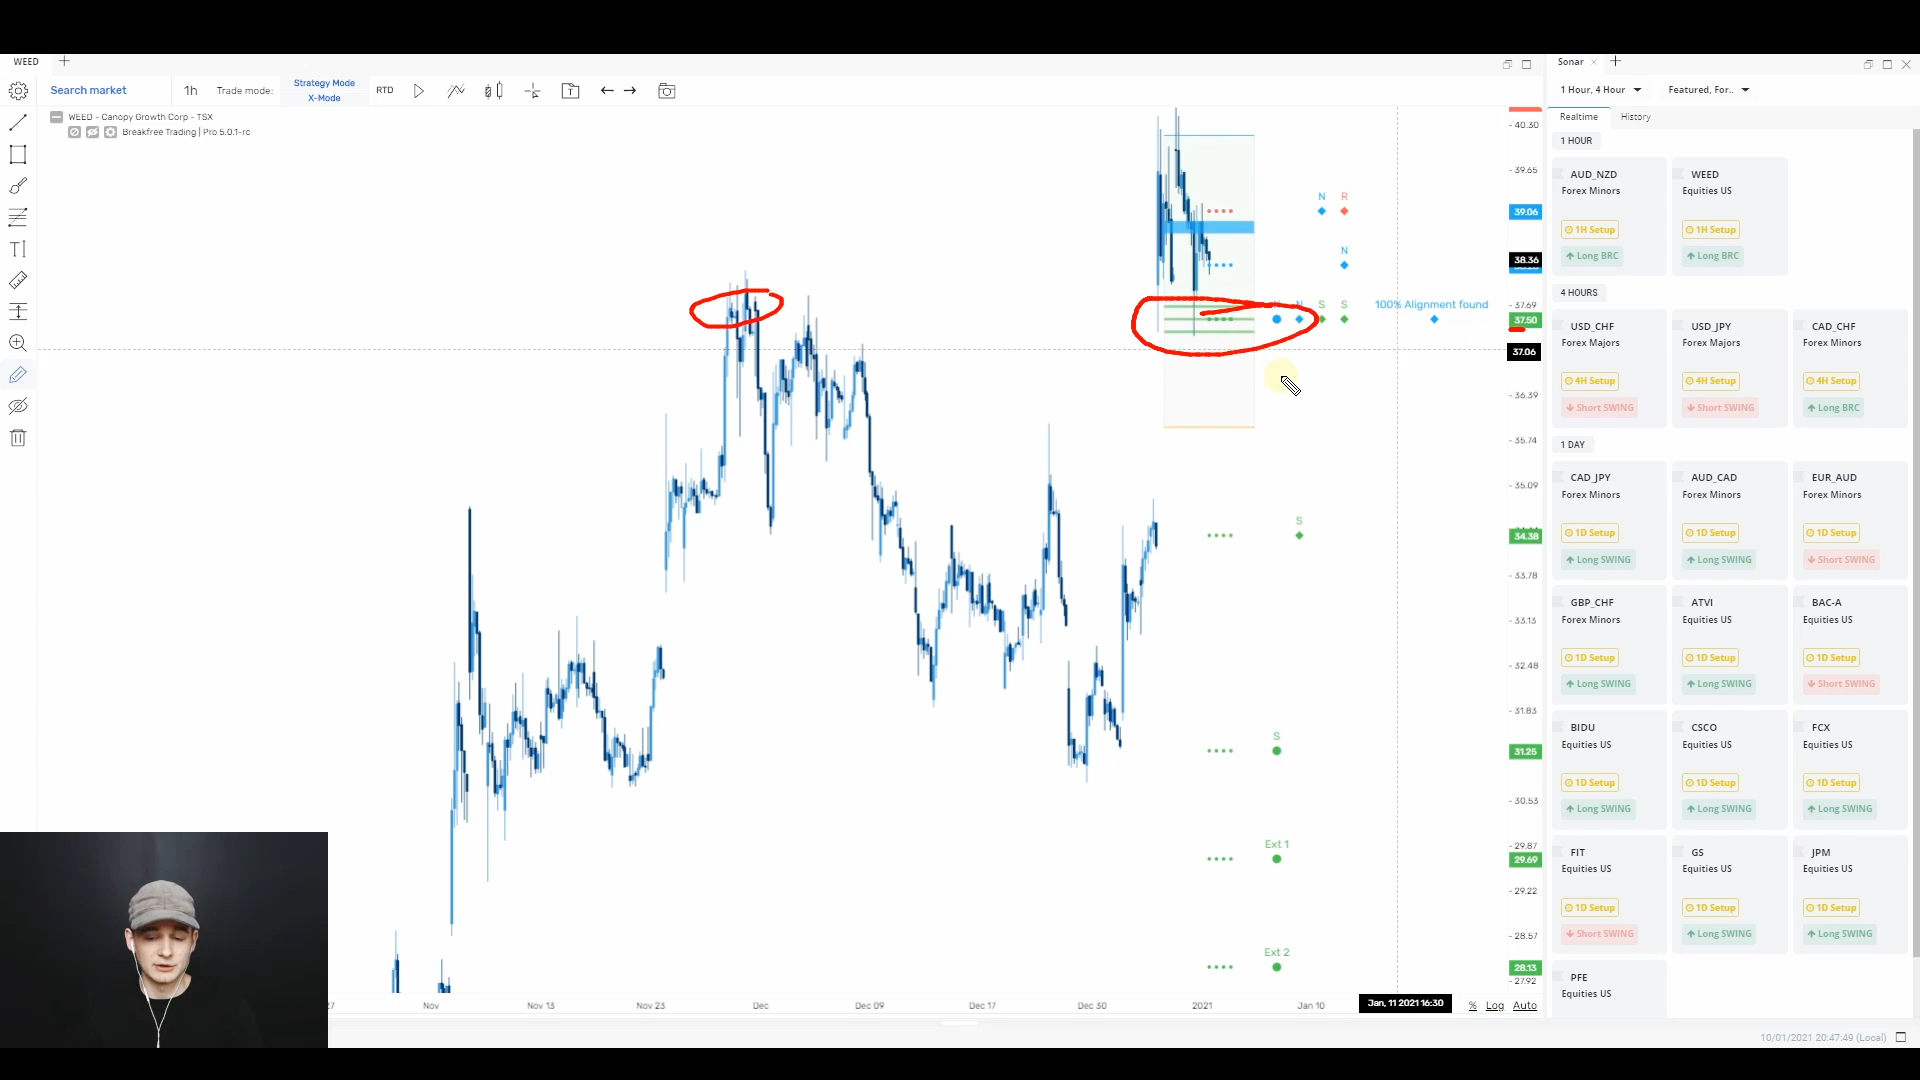 WEED
Sonar
Search market
1h
Trade mode:
Strategy Mode
X-Mode
RTD
1 Hour, 4 Hour
Featured, For..
Realtime
History
WEED - Canopy Growth Corp - TSX
Breakfree Trading | Pro 5.0.1-rc
1 HOUR
AUD_NZD
Forex Minors
1H Setup
Long BRC
WEED
Equities US
1H Setup
Long BRC
4 HOURS
USD_CHF
Forex Majors
4H Setup
Short SWING
USD_JPY
Forex Majors
4H Setup
Short SWING
CAD_CHF
Forex Minors
4H Setup
Long BRC
1 DAY
CAD_JPY
Forex Minors
1D Setup
Long SWING
AUD_CAD
Forex Minors
1D Setup
Long SWING
EUR_AUD
Forex Minors
1D Setup
Short SWING
GBP_CHF
Forex Minors
1D Setup
Long SWING
ATVI
Equities US
1D Setup
Long SWING
BAC-A
Equities US
1D Setup
Short SWING
BIDU
Equities US
1D Setup
Long SWING
CSCO
Equities US
1D Setup
Long SWING
FCX
Equities US
1D Setup
Long SWING
FIT
Equities US
1D Setup
Short SWING
GS
Equities US
1D Setup
Long SWING
JPM
Equities US
1D Setup
Long SWING
PFE
Equities US
N R
N
S S
100% Alignment found
S
S
Ext 1
Ext 2
40.30
39.65
39.06
38.36
37.69
37.50
37.06
36.39
35.74
35.09
34.38
33.78
33.13
32.48
31.83
31.25
30.53
29.87
29.69
29.22
28.57
28.13
27.92
Nov
Nov 13
Nov 23
Dec
Dec 09
Dec 17
Dec 30
2021
Jan 10
Jan, 11 2021 16:30
%
Log
Auto
10/01/2021 20:47:49 (Local)